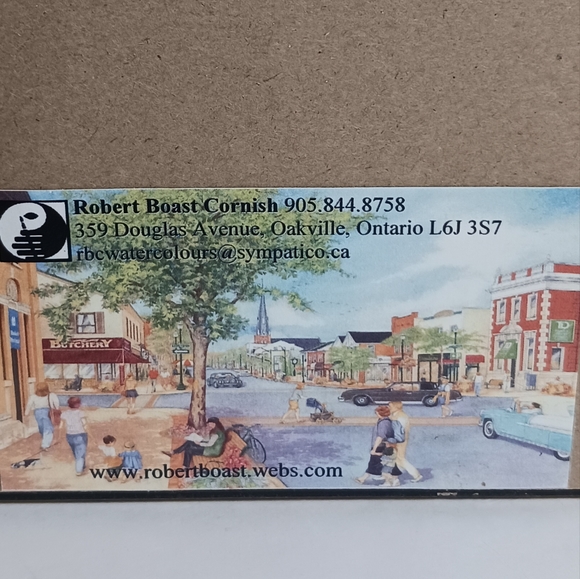 Robert Boast Cornish 905.844.8758
359 Douglas Avenue, Oakville, Ontario L6J 3S7
rbcwatercolours@sympatico.ca
BUTCHERY
www.robertboast.webs.com